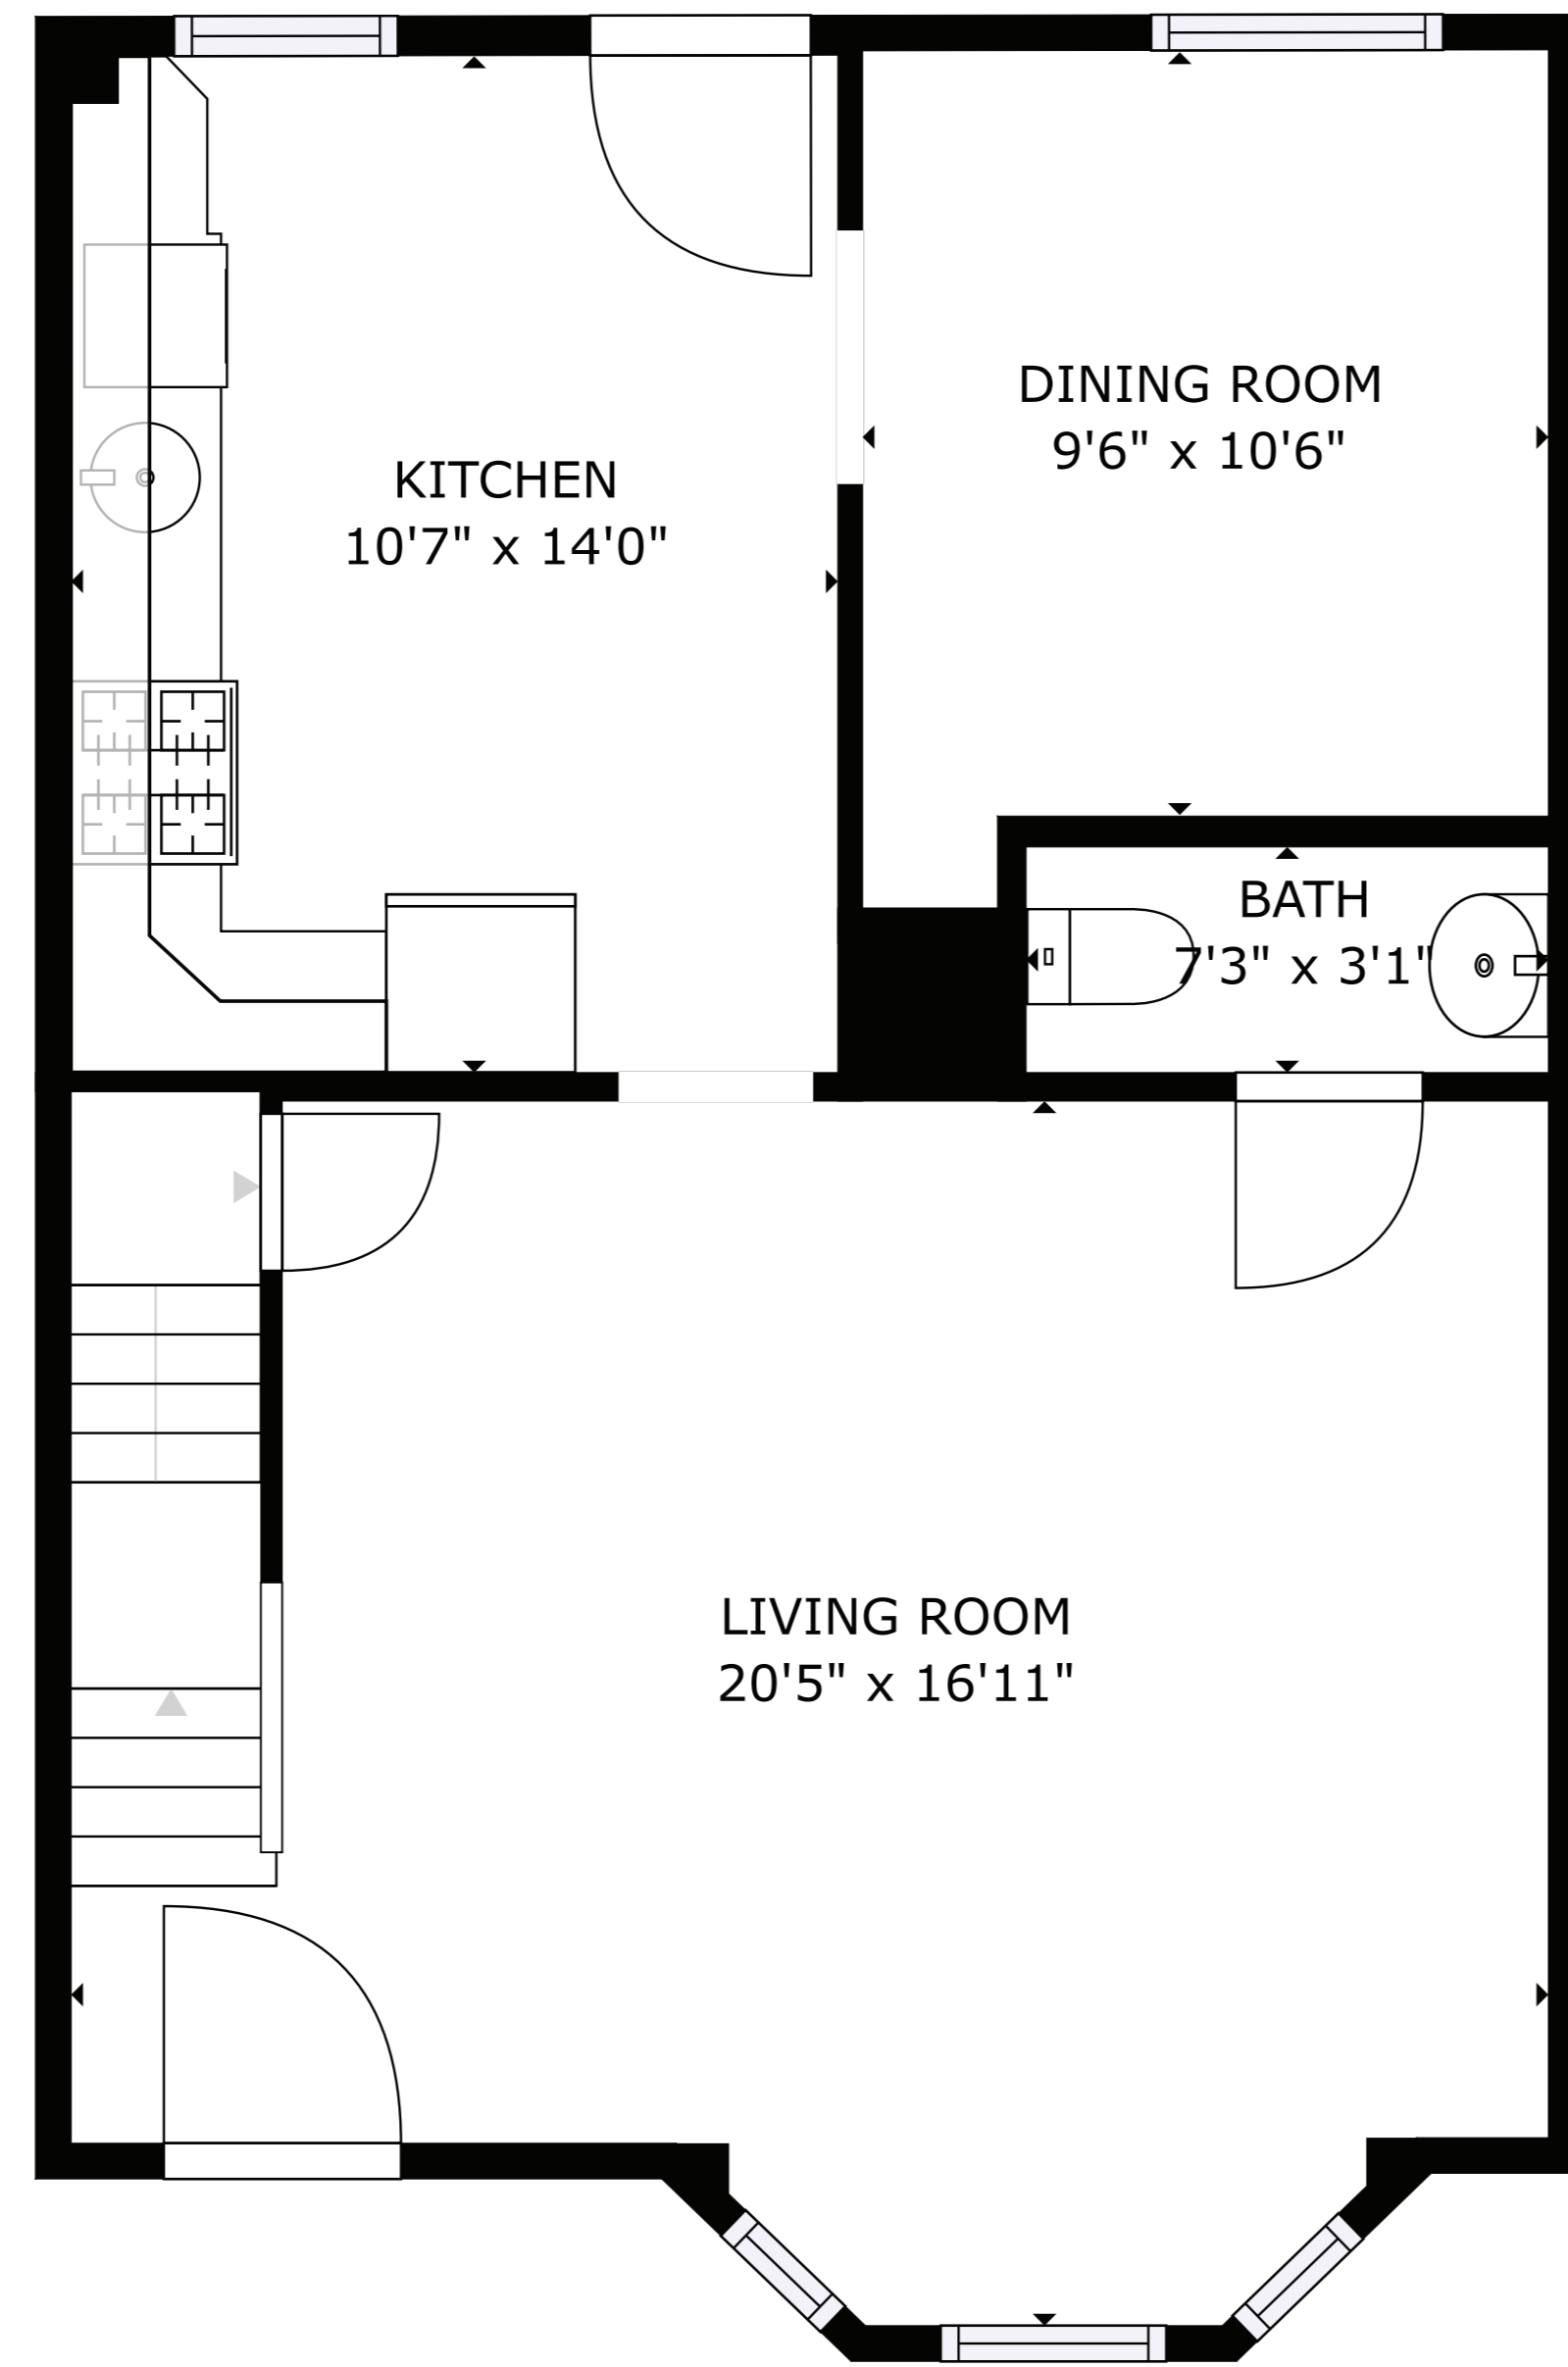 DINING ROOM
9'6" x 10'6"
KITCHEN
10'7" x 14'0"
BATH
7'3" x 3'1"
LIVING ROOM
20'5" x 16'11"